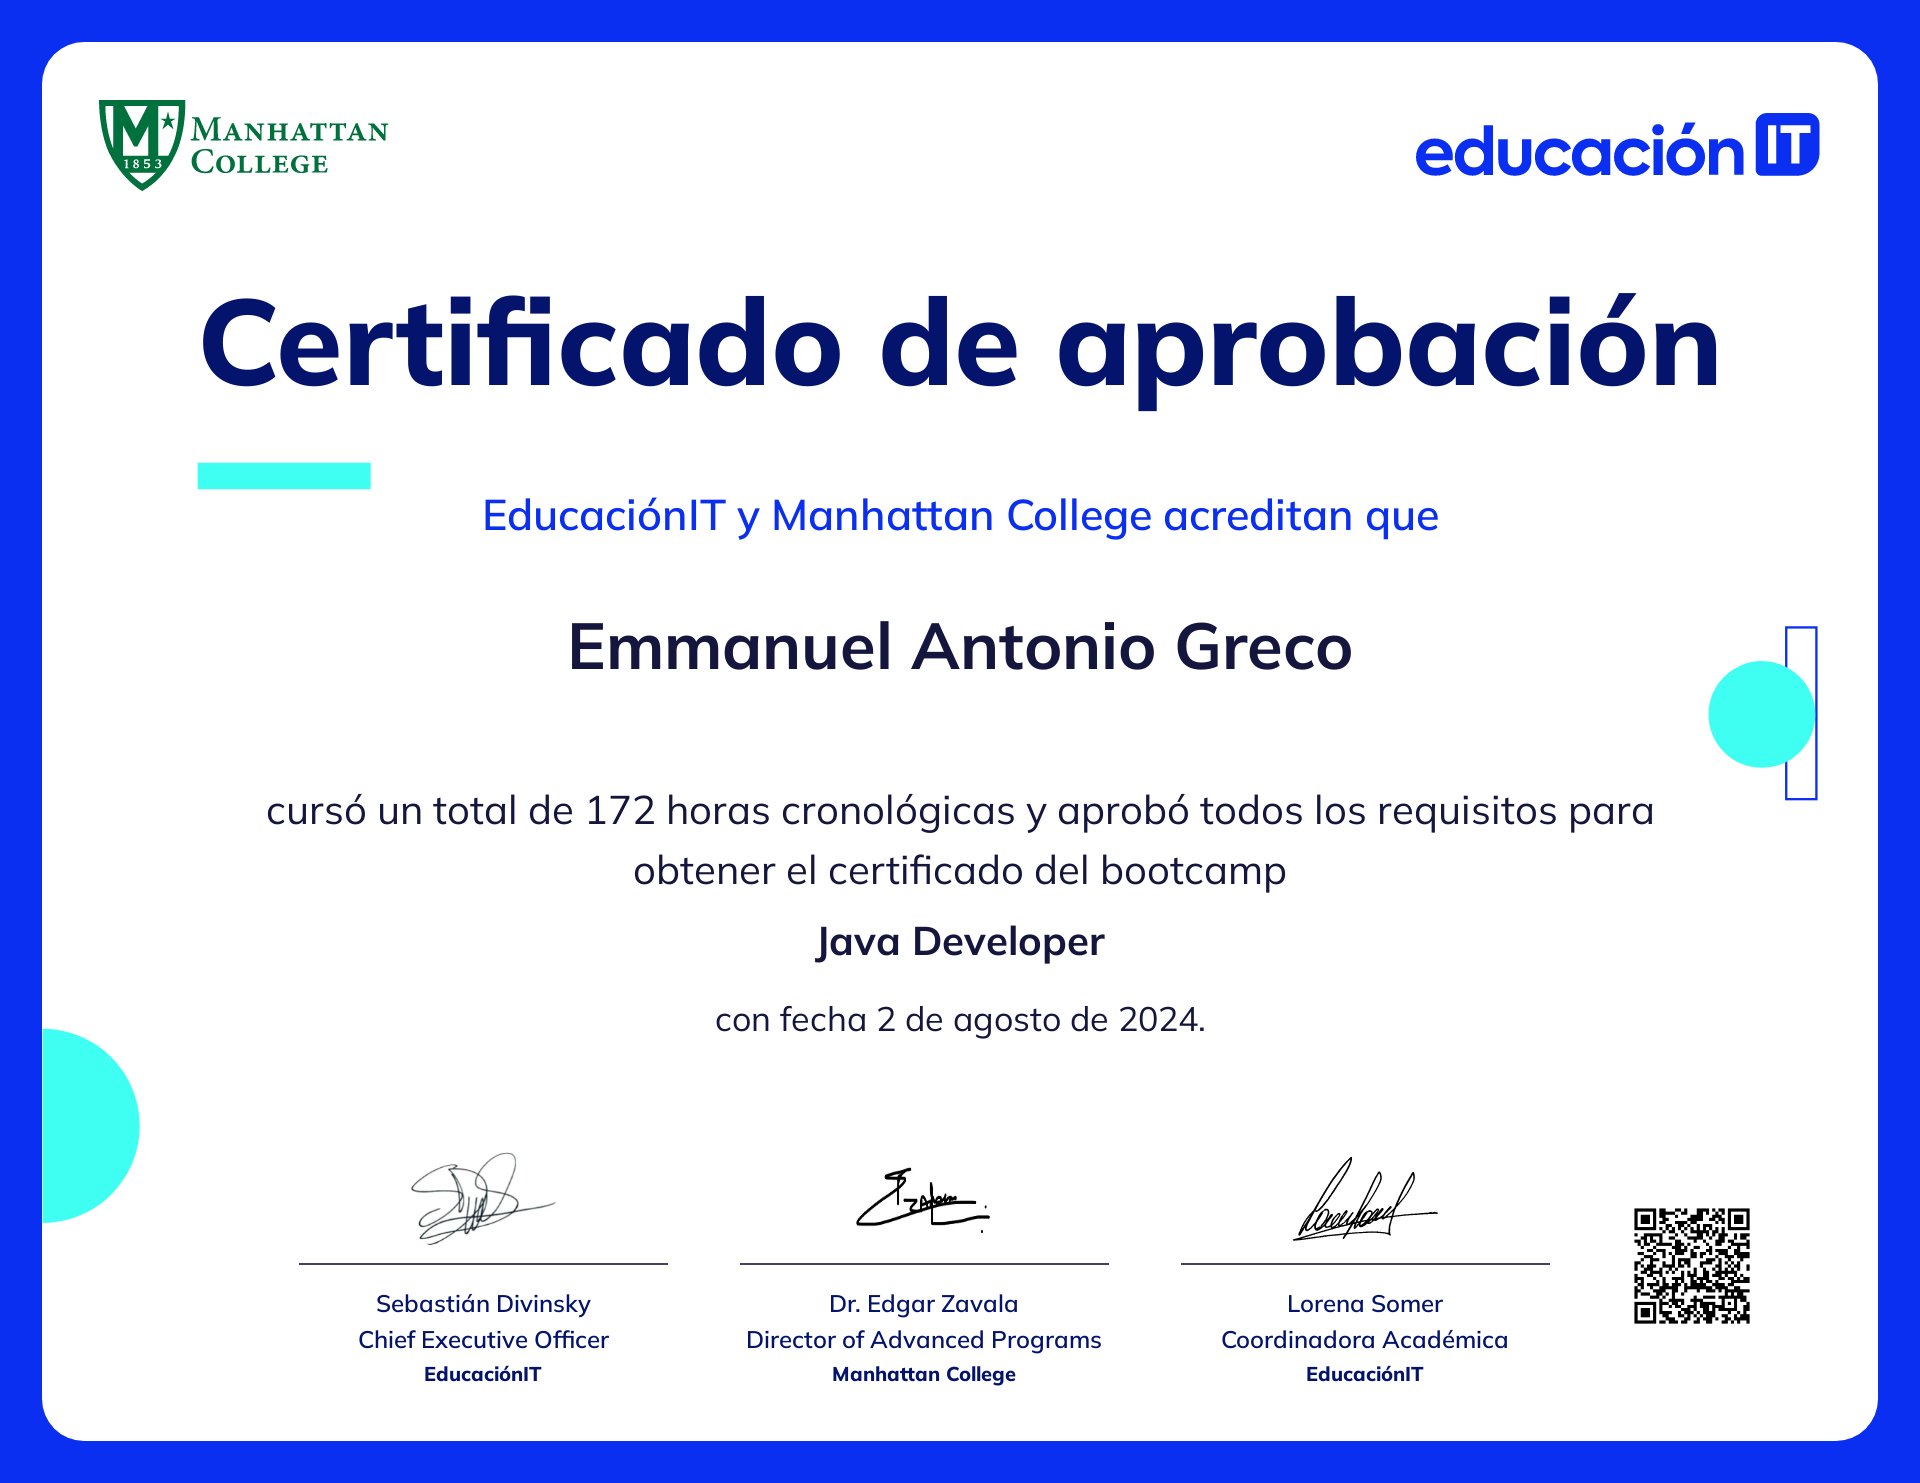 MANHATTAN
COLLEGE
1853
educación IT
Certificado de aprobación
EducaciónIT y Manhattan College acreditan que
Emmanuel Antonio Greco
cursó un total de 172 horas cronológicas y aprobó todos los requisitos para
obtener el certificado del bootcamp
Java Developer
con fecha 2 de agosto de 2024.
Sebastián Divinsky
Chief Executive Officer
EducaciónIT
Dr. Edgar Zavala
Director of Advanced Programs
Manhattan College
Lorena Somer
Coordinadora Académica
EducaciónIT